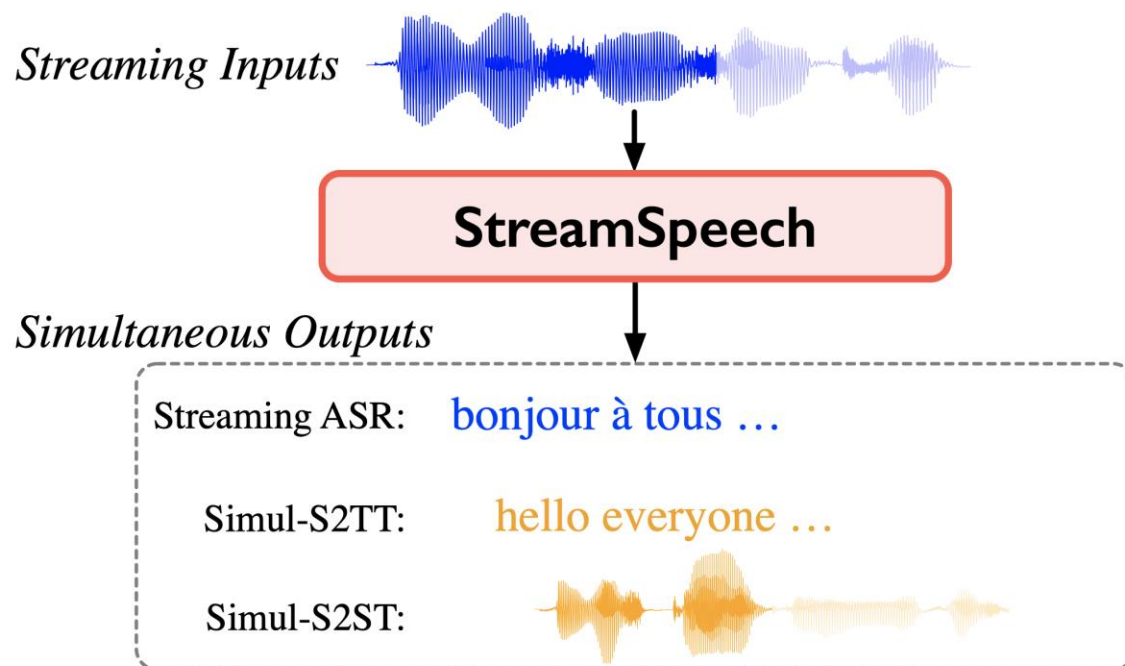 Streaming Inputs
StreamSpeech
Simultaneous Outputs
Streaming ASR: bonjour à tous …
Simul-S2TT: hello everyone …
Simul-S2ST: